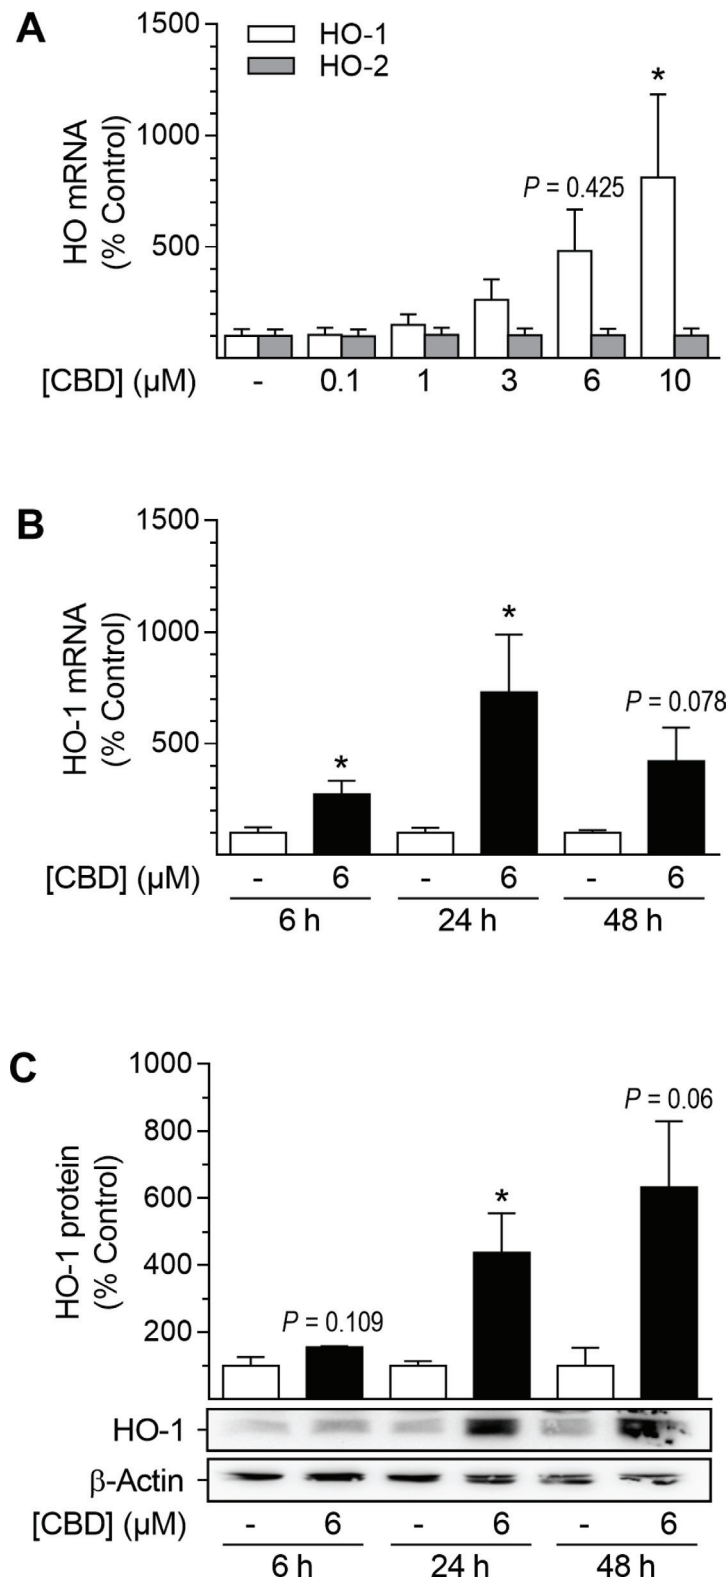 A
1500
1000
500
HO mRNA
(% Control)
HO-1
HO-2
P = 0.425
*
[CBD] (µM) - 0.1 1 3 6 10
B
1500
1000
500
HO-1 mRNA
(% Control)
*
*
P = 0.078
[CBD] (µM) - 6 - 6 - 6
6 h 24 h 48 h
C
1000
800
600
400
200
HO-1 protein
(% Control)
P = 0.109
*
P = 0.06
HO-1
β-Actin
[CBD] (µM) - 6 - 6 - 6
6 h 24 h 48 h